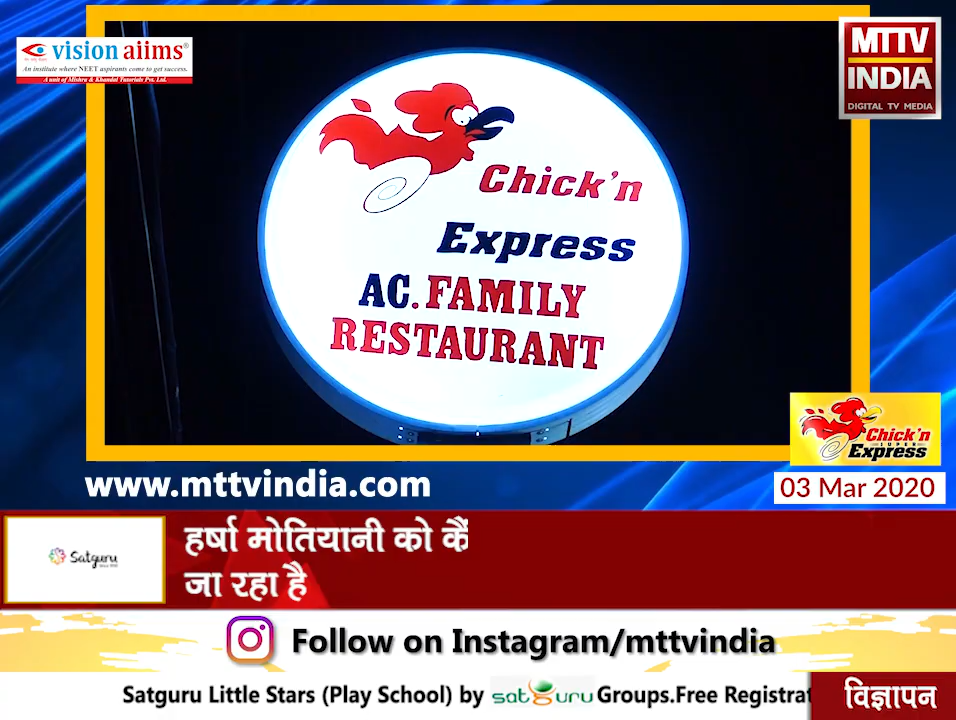 vision aiims®
An institute where NEET aspirants come to get success.
A unit of Mishra & Khandal Tutorials Pvt. Ltd.
MTTV
INDIA
DIGITAL TV MEDIA
Chick'n
Express
AC. FAMILY
RESTAURANT
Chick'n
SUPER
Express
www.mttvindia.com
03 Mar 2020
Satguru
हर्षा मोतियानी को कैं
जा रहा है
Follow on Instagram/mttvindia
Satguru Little Stars (Play School) by satguru Groups.Free Registrat
विज्ञापन